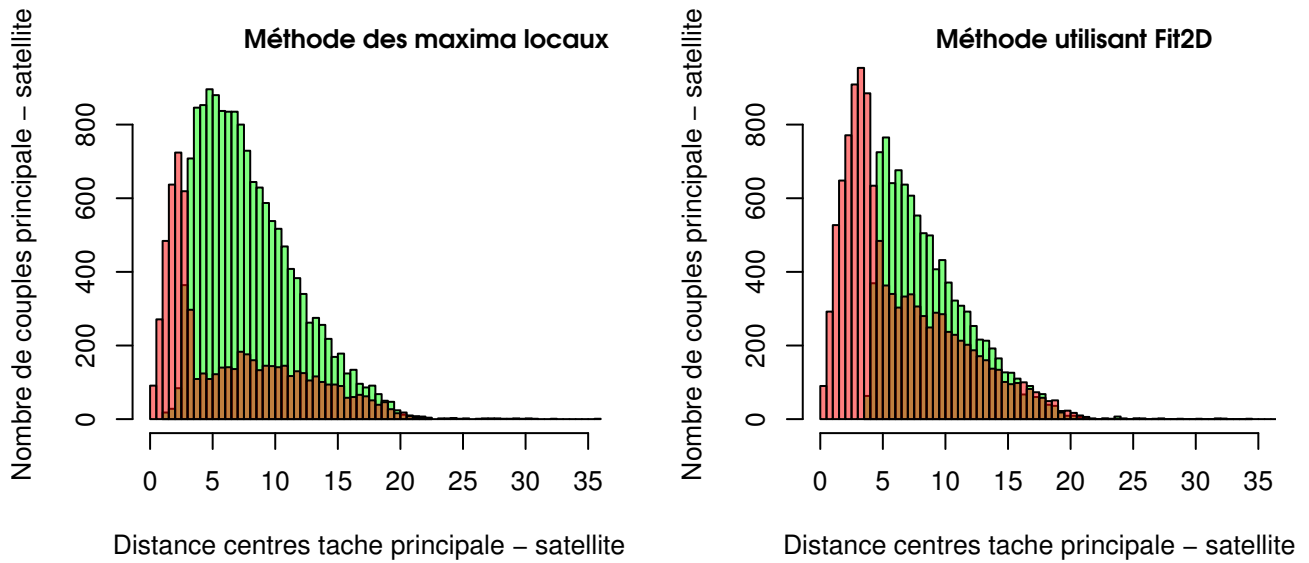 Méthode des maxima locaux
Nombre de couples principale − satellite
0 200 400 600 800
0 5 10 15 20 25 30 35
Distance centres tache principale − satellite
Méthode utilisant Fit2D
Nombre de couples principale − satellite
0 200 400 600 800
0 5 10 15 20 25 30 35
Distance centres tache principale − satellite